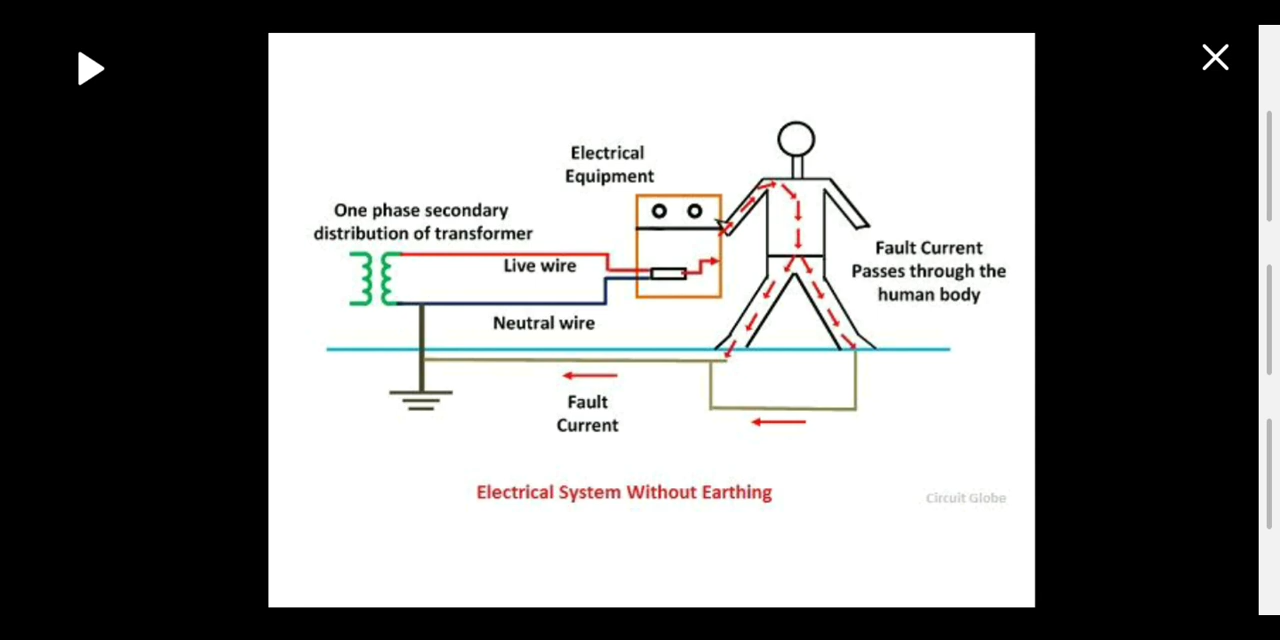 Electrical
Equipment
One phase secondary
distribution of transformer
Live wire
Neutral wire
Fault Current
Passes through the
human body
Fault
Current
Electrical System Without Earthing
Circuit Globe